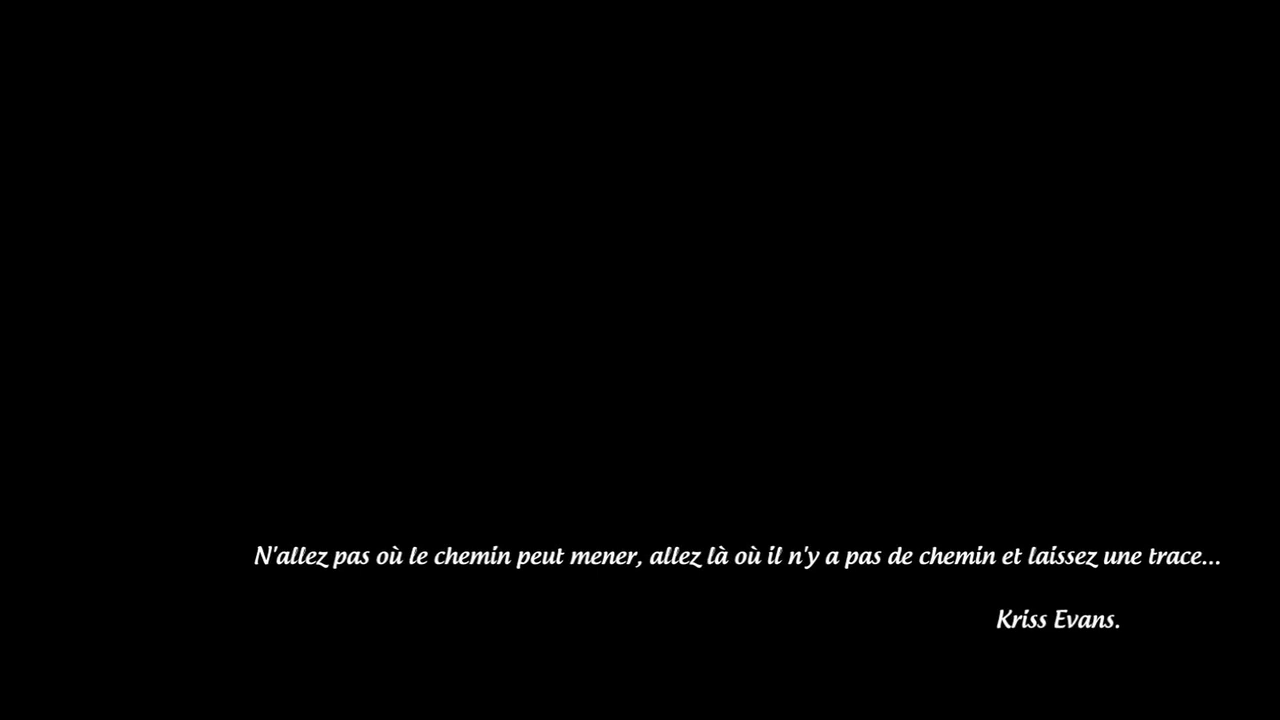 N'allez pas où le chemin peut mener, allez là où il n'y a pas de chemin et laissez une trace...
Kriss Evans.